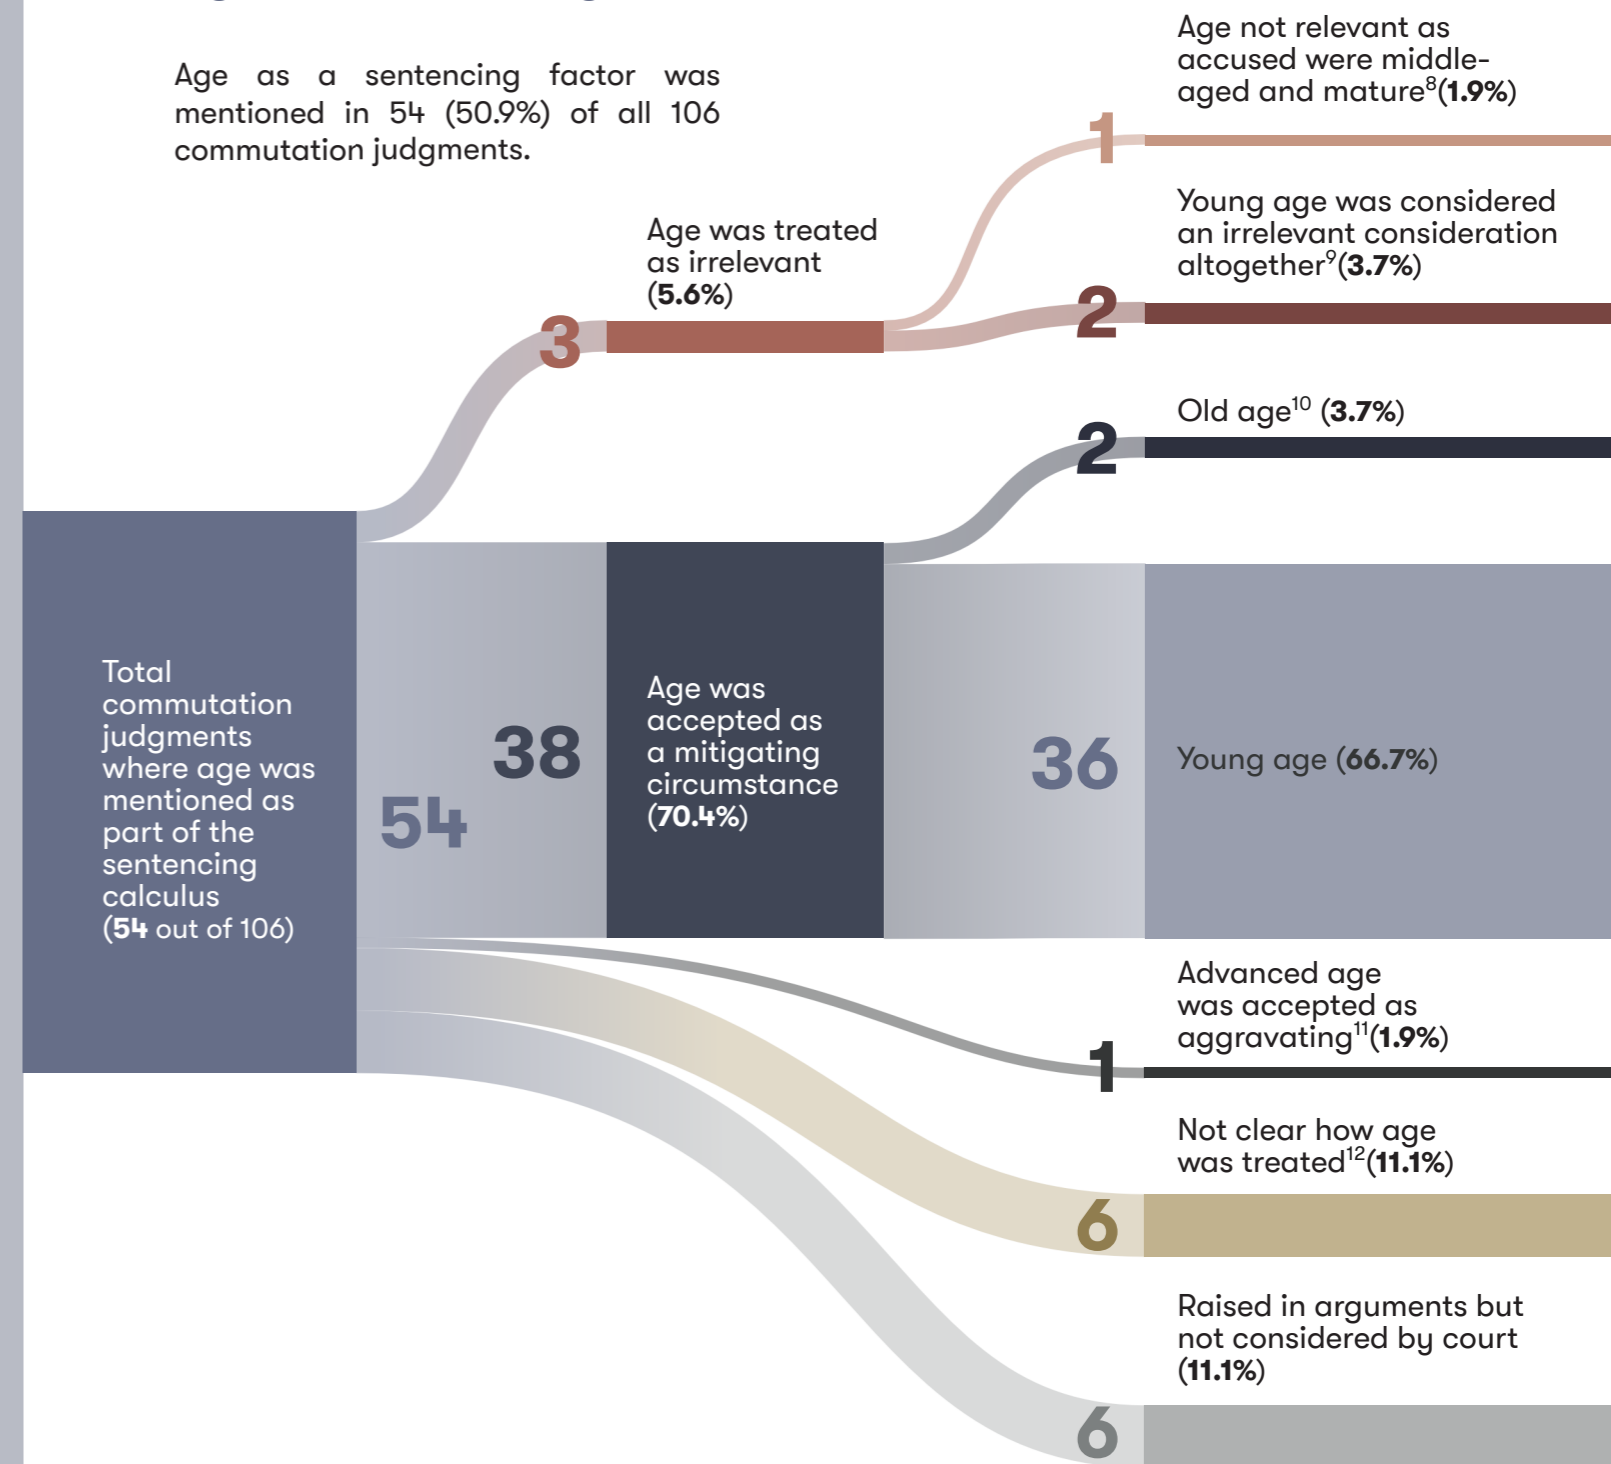 Age as a sentencing factor was
mentioned in 54 (50.9%) of all 106
commutation judgments.
Total
commutation
judgments
where age was
mentioned as
part of the
sentencing
calculus
(54 out of 106)
54
3
Age was treated
as irrelevant
(5.6%)
1
Age not relevant as
accused were middle-
aged and mature⁸(1.9%)
2
Young age was considered
an irrelevant consideration
altogether⁹(3.7%)
38
Age was
accepted as
a mitigating
circumstance
(70.4%)
2
Old age¹⁰ (3.7%)
36
Young age (66.7%)
1
Advanced age
was accepted as
aggravating¹¹(1.9%)
6
Not clear how age
was treated¹²(11.1%)
6
Raised in arguments but
not considered by court
(11.1%)